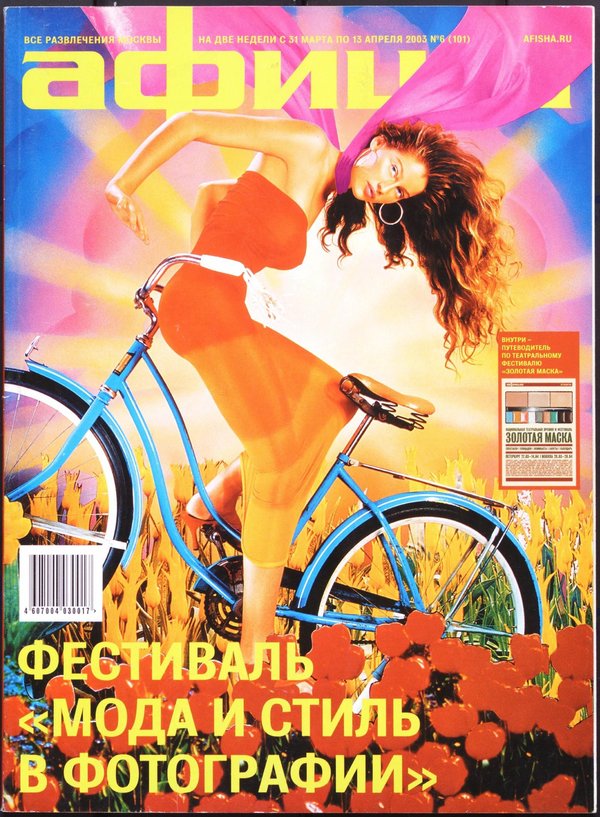 ВСЕ РАЗВЛЕЧЕНИЯ МОСКВЫ НА ДВЕ НЕДЕЛИ С 31 МАРТА ПО 13 АПРЕЛЯ 2003 №6 (101) AFISHA.RU
афиша
ВНУТРИ –
ПУТЕВОДИТЕЛЬ
ПО ТЕАТРАЛЬНОМУ
ФЕСТИВАЛЮ
«ЗОЛОТАЯ МАСКА»
ЗОЛОТАЯ МАСКА
4 607004 030017 >
ФЕСТИВАЛЬ
«МОДА И СТИЛЬ
В ФОТОГРАФИИ»